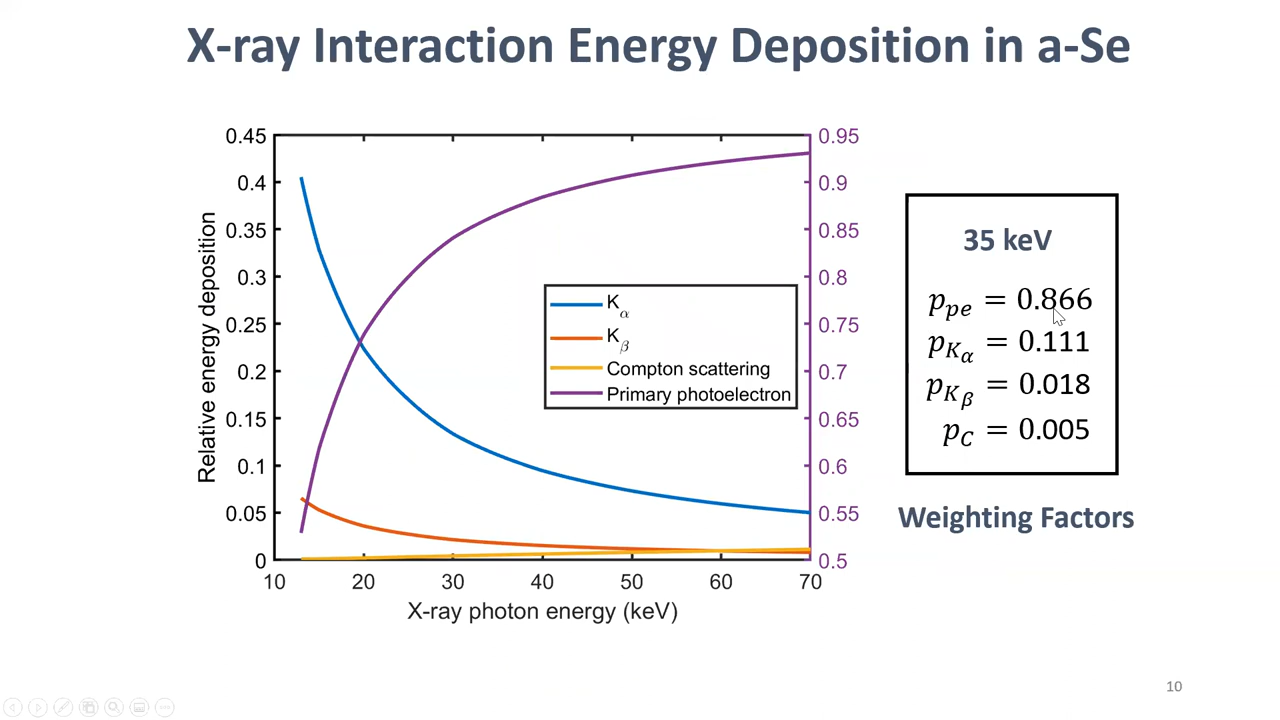 X-ray Interaction Energy Deposition in a-Se
Relative energy deposition
0.45
0.4
0.35
0.3
0.25
0.2
0.15
0.1
0.05
0
0.95
0.9
0.85
0.8
0.75
0.7
0.65
0.6
0.55
0.5
10 20 30 40 50 60 70
X-ray photon energy (keV)
Kα
Kβ
Compton scattering
Primary photoelectron
35 keV
p_pe = 0.866
p_Kα = 0.111
p_Kβ = 0.018
p_C = 0.005
Weighting Factors
10